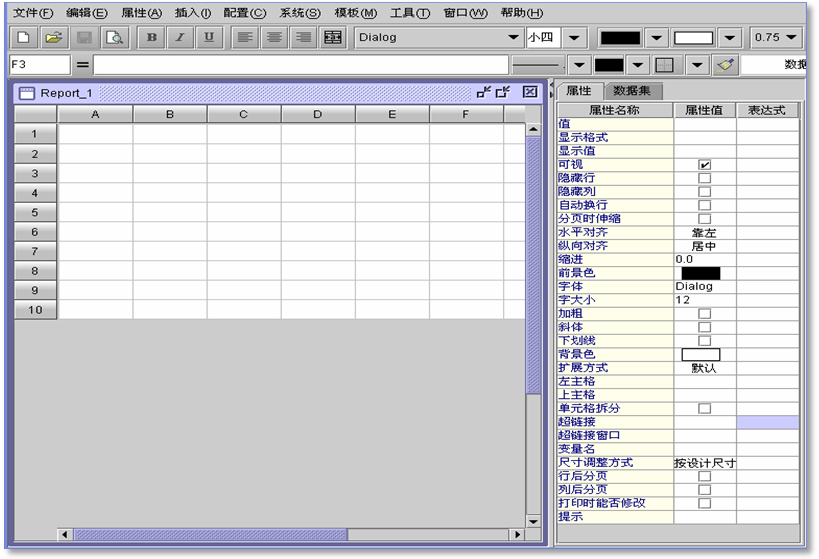 文件(F) 编辑(E) 属性(A) 插入(I) 配置(C) 系统(S) 模板(M) 工具(T) 窗口(W) 帮助(H)
B I U Dialog 小四 0.75
F3 = 数据
Report_1
A B C D E F
1
2
3
4
5
6
7
8
9
10
属性 数据集
属性名称 属性值 表达式
值
显示格式
显示值
可视
隐藏行
隐藏列
自动换行
分页时伸缩
水平对齐 靠左
纵向对齐 居中
缩进 0.0
前景色
字体 Dialog
字大小 12
加粗
斜体
下划线
背景色
扩展方式 默认
左主格
上主格
单元格拆分
超链接
超链接窗口
变量名
尺寸调整方式 按设计尺寸
行后分页
列后分页
打印时能否修改
提示